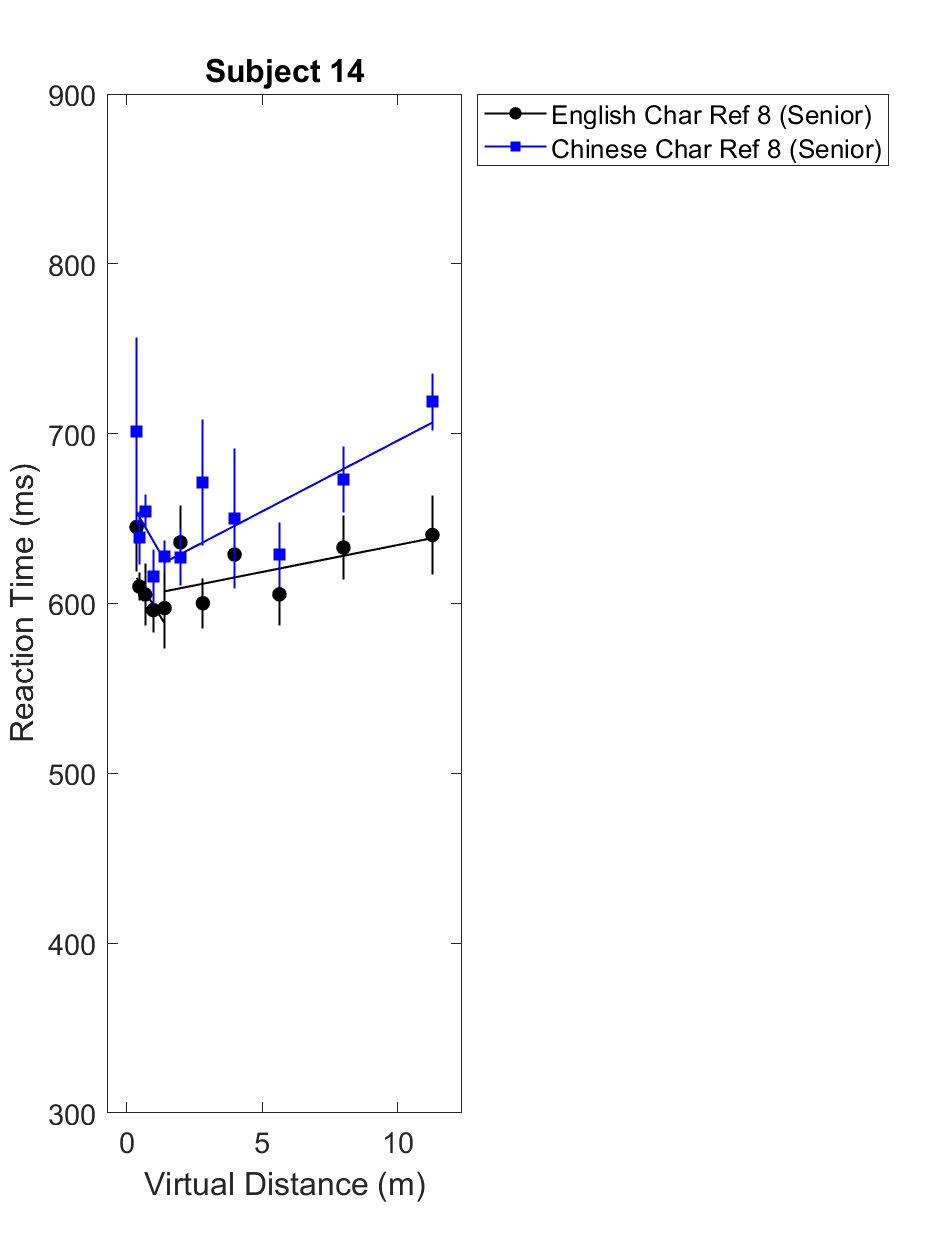 Subject 14
900
800
700
600
500
400
300
0 5 10
Reaction Time (ms)
Virtual Distance (m)
English Char Ref 8 (Senior)
Chinese Char Ref 8 (Senior)